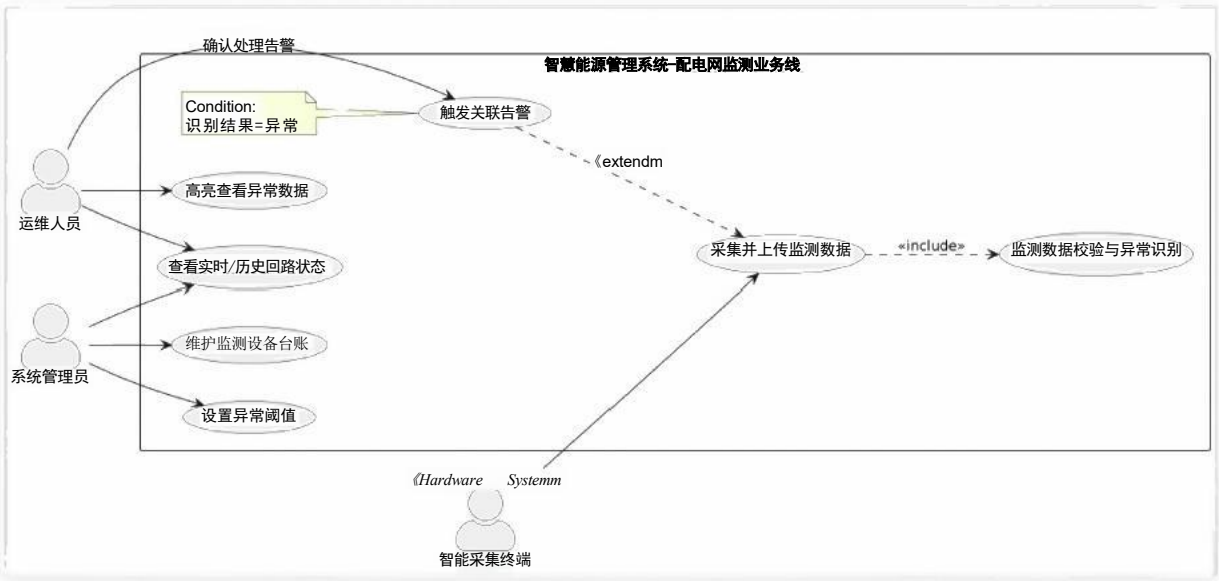 确认处理告警
智慧能源管理系统-配电网监测业务线
Condition:
识别结果=异常
触发关联告警
《extendm
高亮查看异常数据
运维人员
采集并上传监测数据
«include»
监测数据校验与异常识别
查看实时/历史回路状态
维护监测设备台账
系统管理员
设置异常阈值
《Hardware Systemm
智能采集终端